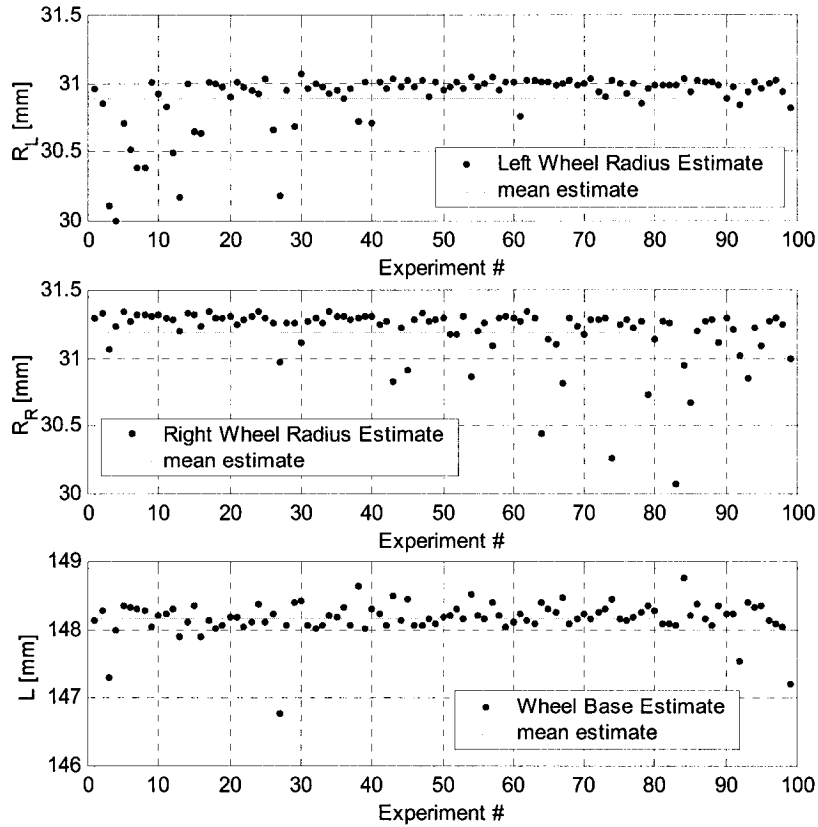 31.5
31
30.5
30
R_L [mm]
Left Wheel Radius Estimate
mean estimate
0 10 20 30 40 50 60 70 80 90 100
Experiment #
31.5
31
30.5
30
R_R [mm]
Right Wheel Radius Estimate
mean estimate
0 10 20 30 40 50 60 70 80 90 100
Experiment #
149
148
147
146
L [mm]
Wheel Base Estimate
mean estimate
0 10 20 30 40 50 60 70 80 90 100
Experiment #